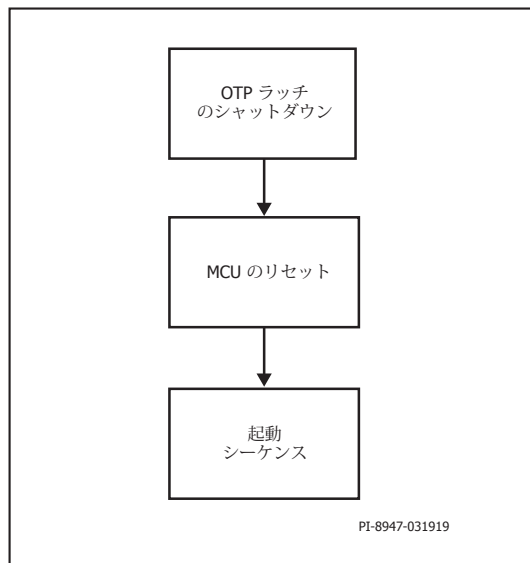 OTP ラッチ
のシャットダウン
MCU のリセット
起動
シーケンス
PI-8947-031919